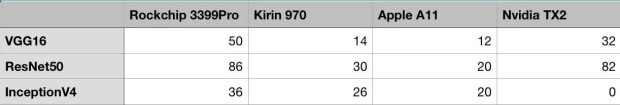 Rockchip 3399Pro Kirin 970 Apple A11 Nvidia TX2
VGG16 50 14 12 32
ResNet50 86 30 20 82
InceptionV4 36 26 20 0